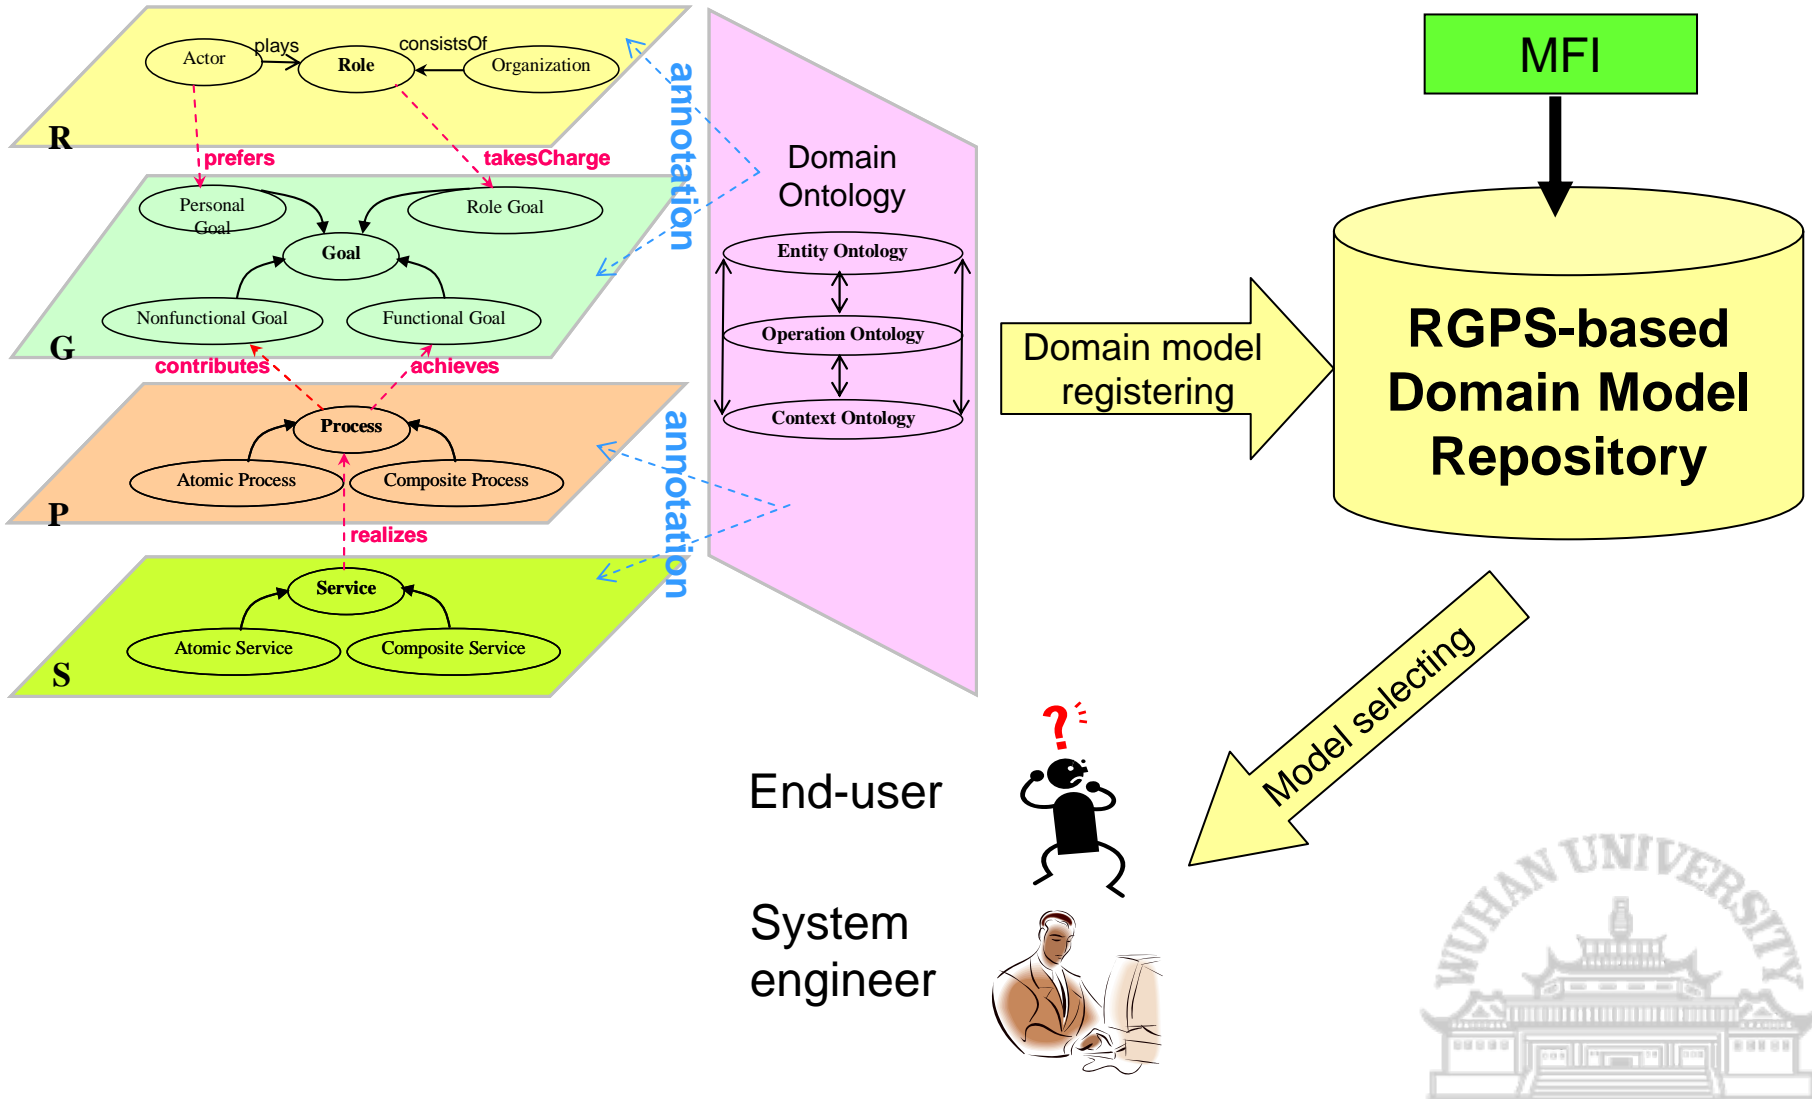 plays
consistsOf
Actor
Role
Organization
R
prefers
takesCharge
annotation
Personal
Goal
Role Goal
Goal
Nonfunctional Goal
Functional Goal
G
contributes
achieves
Process
Atomic Process
Composite Process
P
annotation
realizes
Service
Atomic Service
Composite Service
S
Domain
Ontology
Entity Ontology
Operation Ontology
Context Ontology
Domain model
registering
MFI
RGPS-based
Domain Model
Repository
Model selecting
?
End-user
System
engineer
WUHAN UNIVERSITY